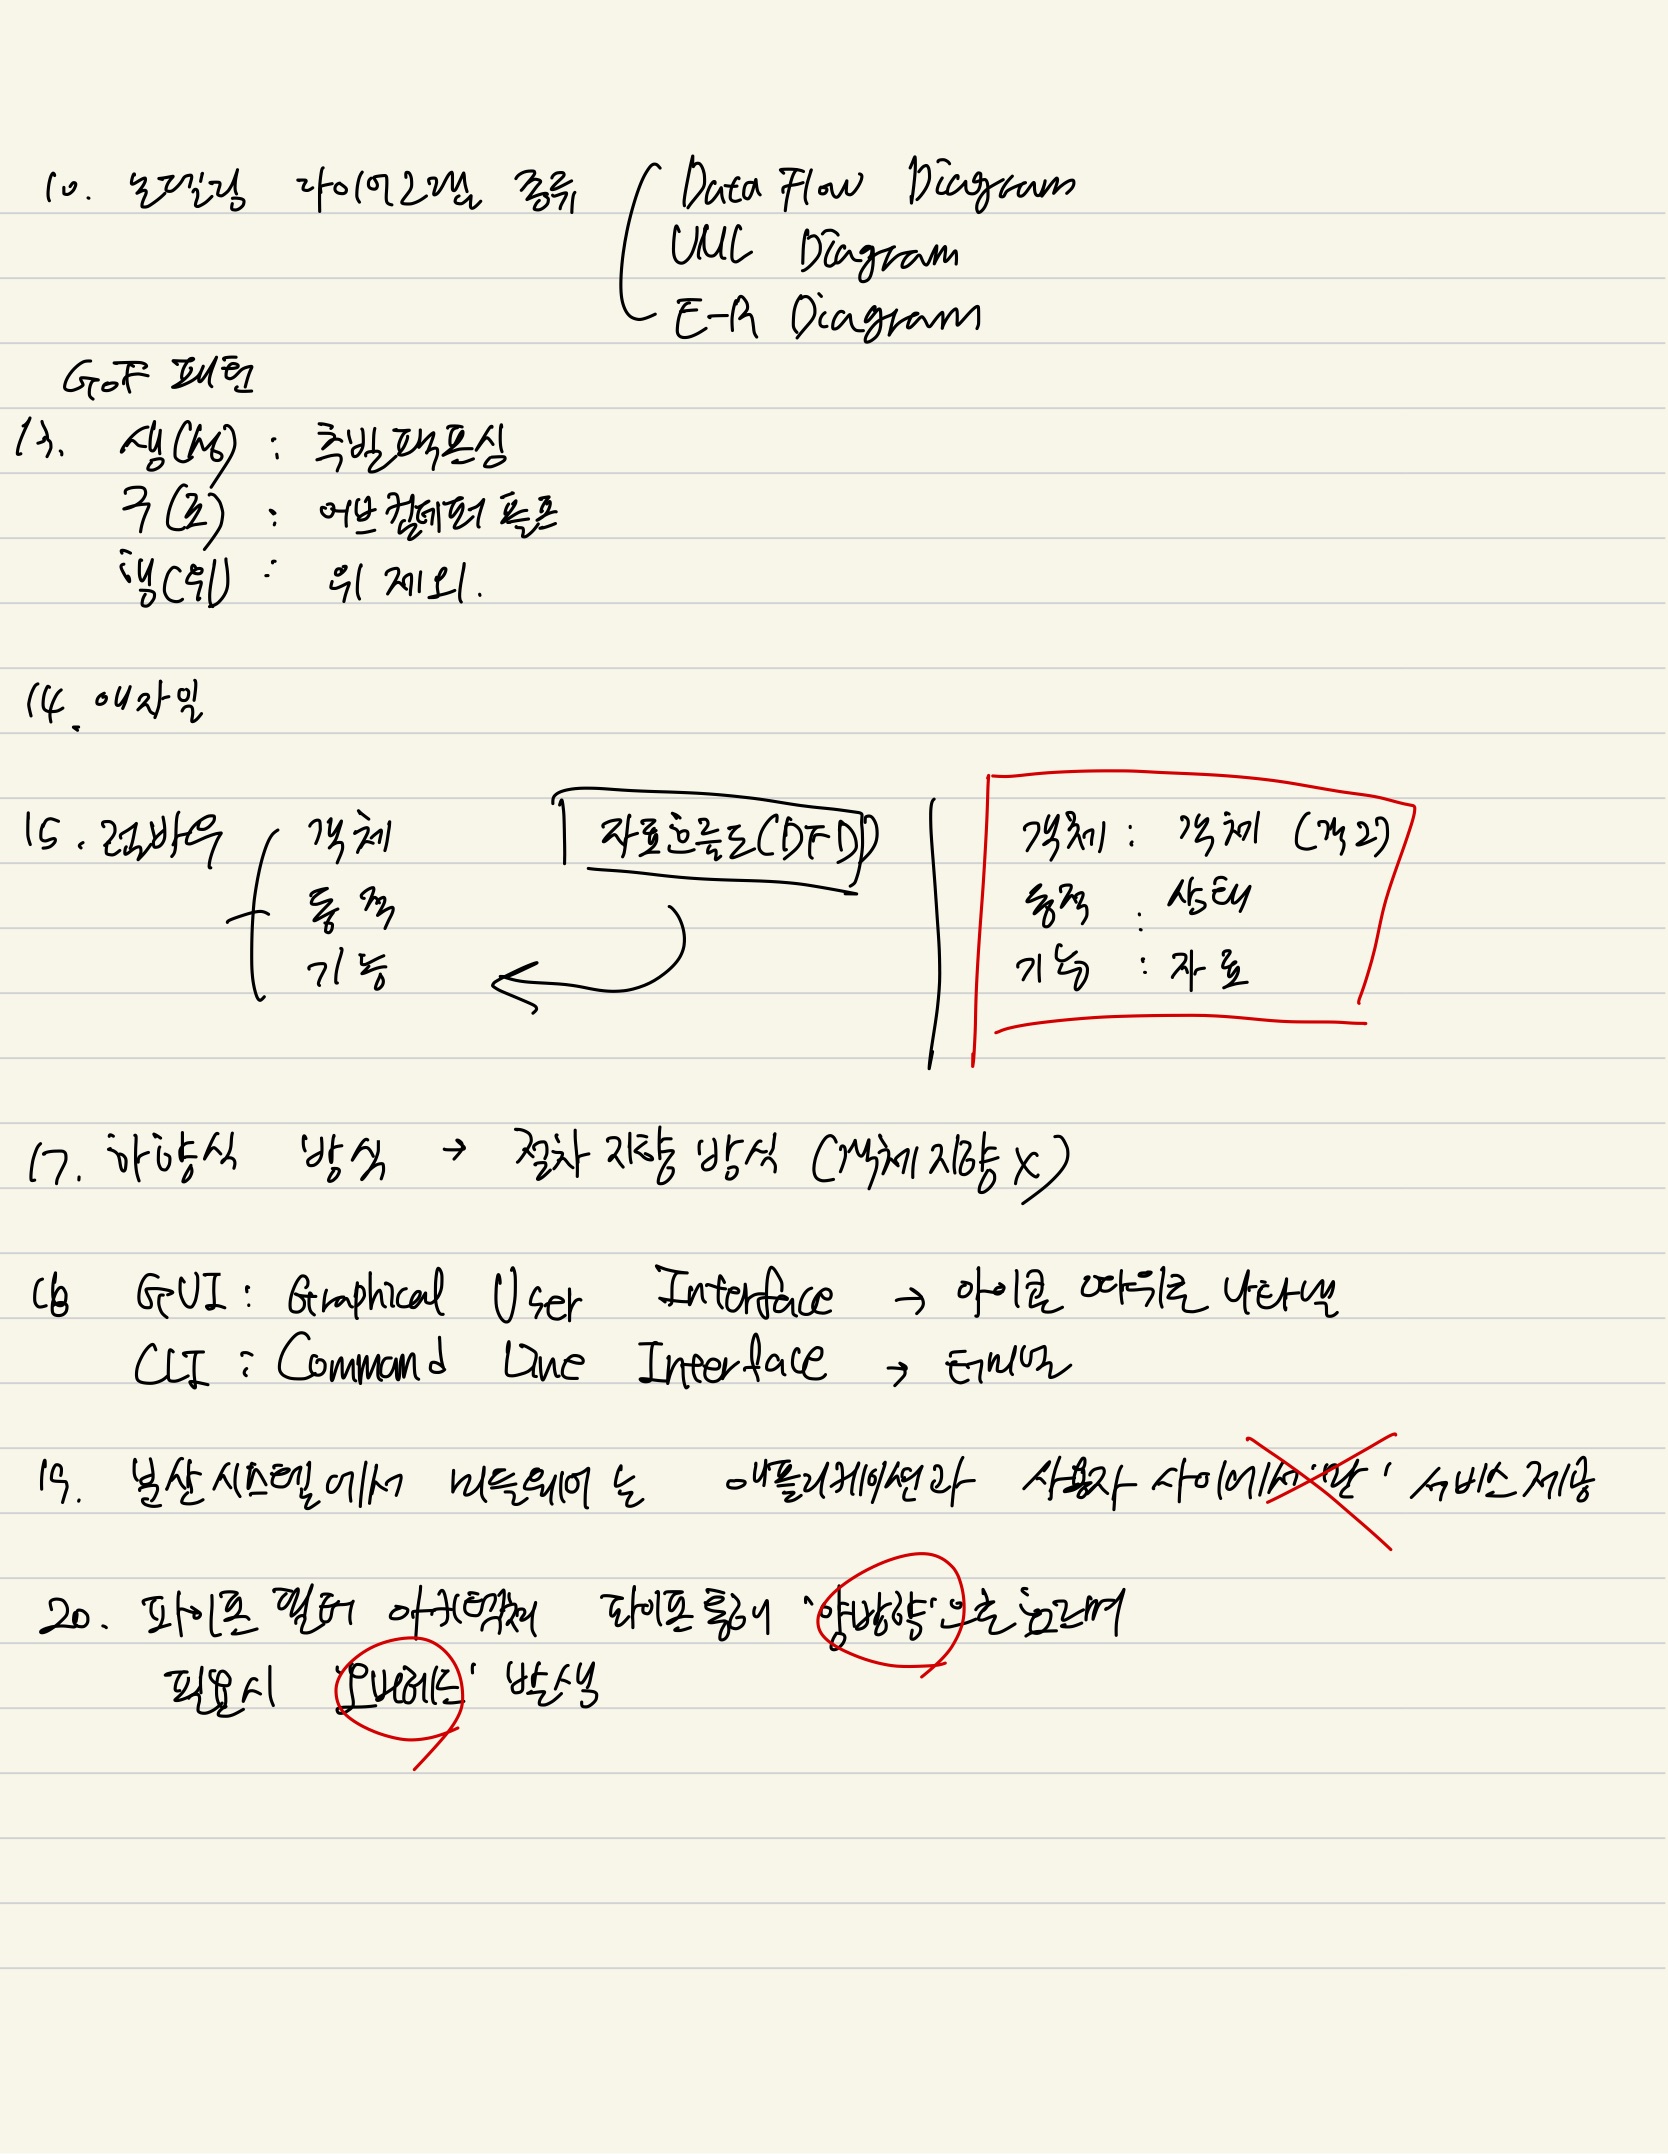 10. 모델링 다이어그램 종류 Data Flow Diagram
UML Diagram
E-R Diagram
GoF 패턴
13. 생(성) : 추빌팩프싱
구(조) : 어브컴데퍼플프
행(위) : 위 제외.
14. 애자일
15. 럼바우 객체 자료흐름도(DFD) 객체 : 객체 (객2)
동적 동적 : 상태
기능 기능 : 자료
17. 하향식 방식 → 절차지향 방식 (객체지향 X)
18 GUI : Graphical User Interface → 아이콘 따위로 나타냄
CLI : Command Line Interface → 터미널
19. 분산시스템에서 미들웨어는 애플리케이션과 사용자 사이에서 '만' 서비스제공
20. 파이프 필터 아키텍처 파이프 통해 '양방향'으로 흐르며
필요시 '오버헤드' 발생